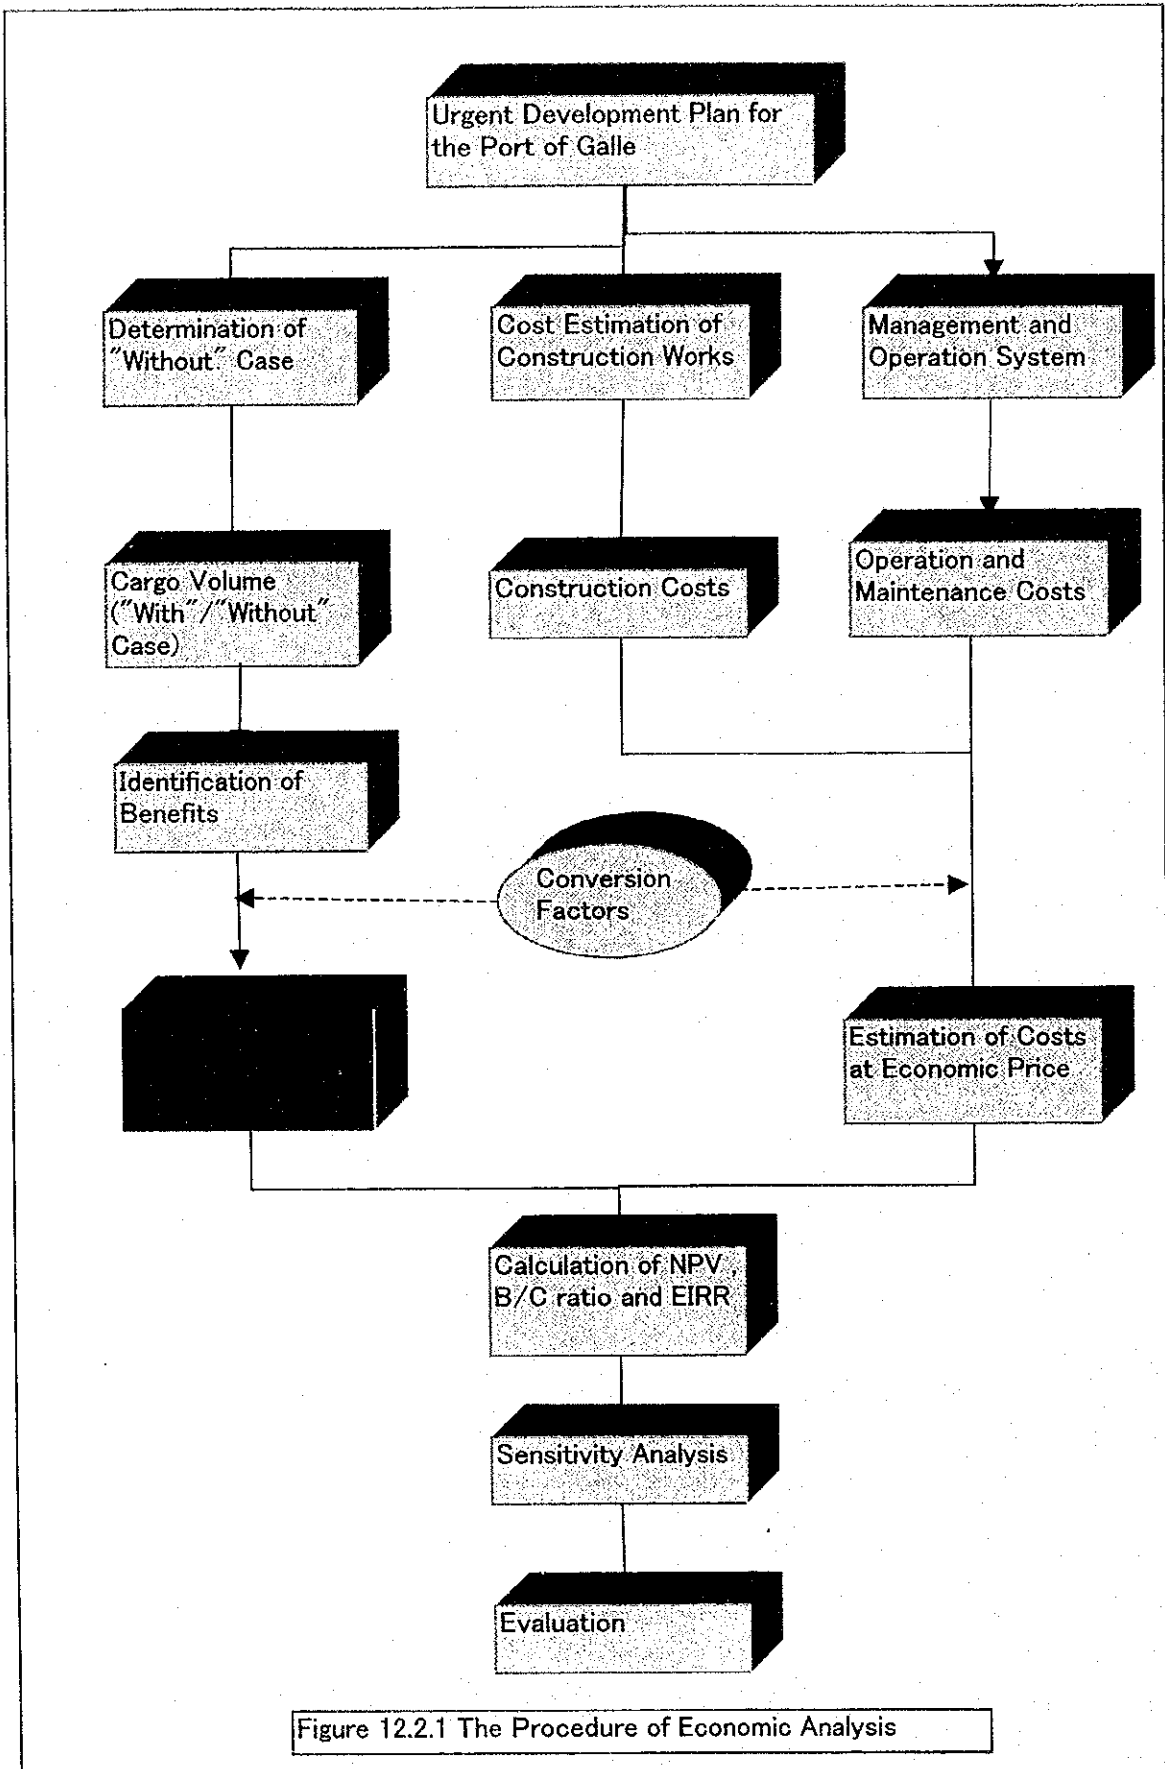 Urgent Development Plan for
the Port of Galle
Determination of
"Without." Case
Cost Estimation of
Construction Works
Management and
Operation System
Cargo Volume
("With"/"Without"
Case)
Construction Costs
Operation and
Maintenance Costs
Identification of
Benefits
Conversion
Factors
Estimation of Costs
at Economic Price
Calculation of NPV ,
B/C ratio and EIRR
Sensitivity Analysis
Evaluation
Figure 12.2.1 The Procedure of Economic Analysis